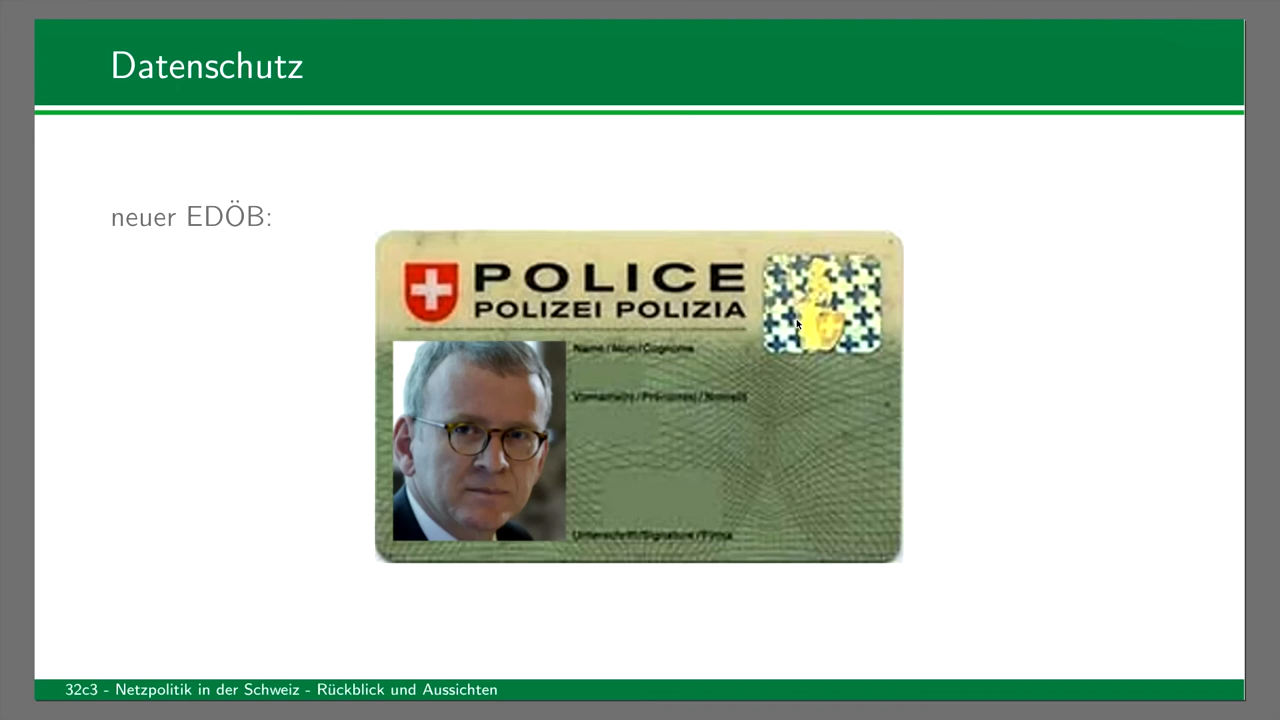 Datenschutz
neuer EDÖB:
POLICE
POLIZEI POLIZIA
Name/Nom/Cognome
Unterschrift/Signature/Firma
32c3 - Netzpolitik in der Schweiz - Rückblick und Aussichten